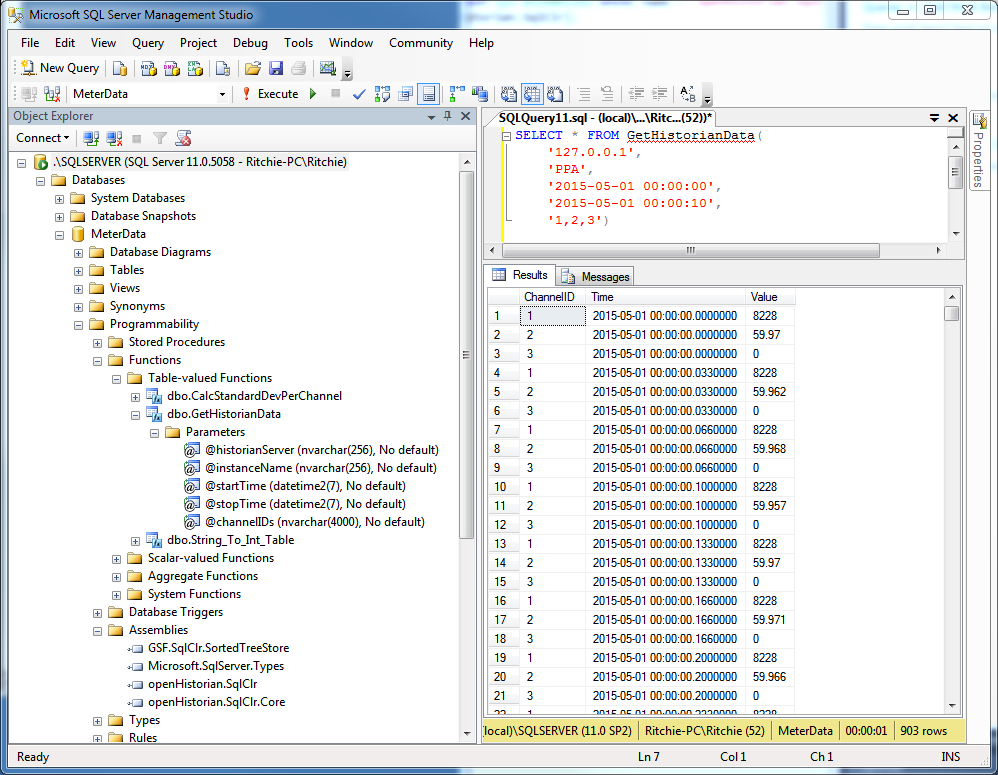 Microsoft SQL Server Management Studio
File Edit View Query Project Debug Tools Window Community Help
New Query
MeterData Execute
Object Explorer
Connect
.\SQLSERVER (SQL Server 11.0.5058 - Ritchie-PC\Ritchie)
Databases
System Databases
Database Snapshots
MeterData
Database Diagrams
Tables
Views
Synonyms
Programmability
Stored Procedures
Functions
Table-valued Functions
dbo.CalcStandardDevPerChannel
dbo.GetHistorianData
Parameters
@historianServer (nvarchar(256), No default)
@instanceName (nvarchar(256), No default)
@startTime (datetime2(7), No default)
@stopTime (datetime2(7), No default)
@channelIDs (nvarchar(4000), No default)
dbo.String_To_Int_Table
Scalar-valued Functions
Aggregate Functions
System Functions
Database Triggers
Assemblies
GSF.SqlClr.SortedTreeStore
Microsoft.SqlServer.Types
openHistorian.SqlClr
openHistorian.SqlClr.Core
Types
Rules
SQLQuery11.sql - (local)\...\Ritc...(52))*
SELECT * FROM GetHistorianData(
'127.0.0.1',
'PPA',
'2015-05-01 00:00:00',
'2015-05-01 00:00:10',
'1,2,3')
Properties
Results Messages
ChannelID Time Value
1 1 2015-05-01 00:00:00.0000000 8228
2 2 2015-05-01 00:00:00.0000000 59.97
3 3 2015-05-01 00:00:00.0000000 0
4 1 2015-05-01 00:00:00.0330000 8228
5 2 2015-05-01 00:00:00.0330000 59.962
6 3 2015-05-01 00:00:00.0330000 0
7 1 2015-05-01 00:00:00.0660000 8228
8 2 2015-05-01 00:00:00.0660000 59.968
9 3 2015-05-01 00:00:00.0660000 0
10 1 2015-05-01 00:00:00.1000000 8228
11 2 2015-05-01 00:00:00.1000000 59.957
12 3 2015-05-01 00:00:00.1000000 0
13 1 2015-05-01 00:00:00.1330000 8228
14 2 2015-05-01 00:00:00.1330000 59.97
15 3 2015-05-01 00:00:00.1330000 0
16 1 2015-05-01 00:00:00.1660000 8228
17 2 2015-05-01 00:00:00.1660000 59.971
18 3 2015-05-01 00:00:00.1660000 0
19 1 2015-05-01 00:00:00.2000000 8228
20 2 2015-05-01 00:00:00.2000000 59.966
21 3 2015-05-01 00:00:00.2000000 0
(local)\SQLSERVER (11.0 SP2) Ritchie-PC\Ritchie (52) MeterData 00:00:01 903 rows
Ready Ln 7 Col 1 Ch 1 INS